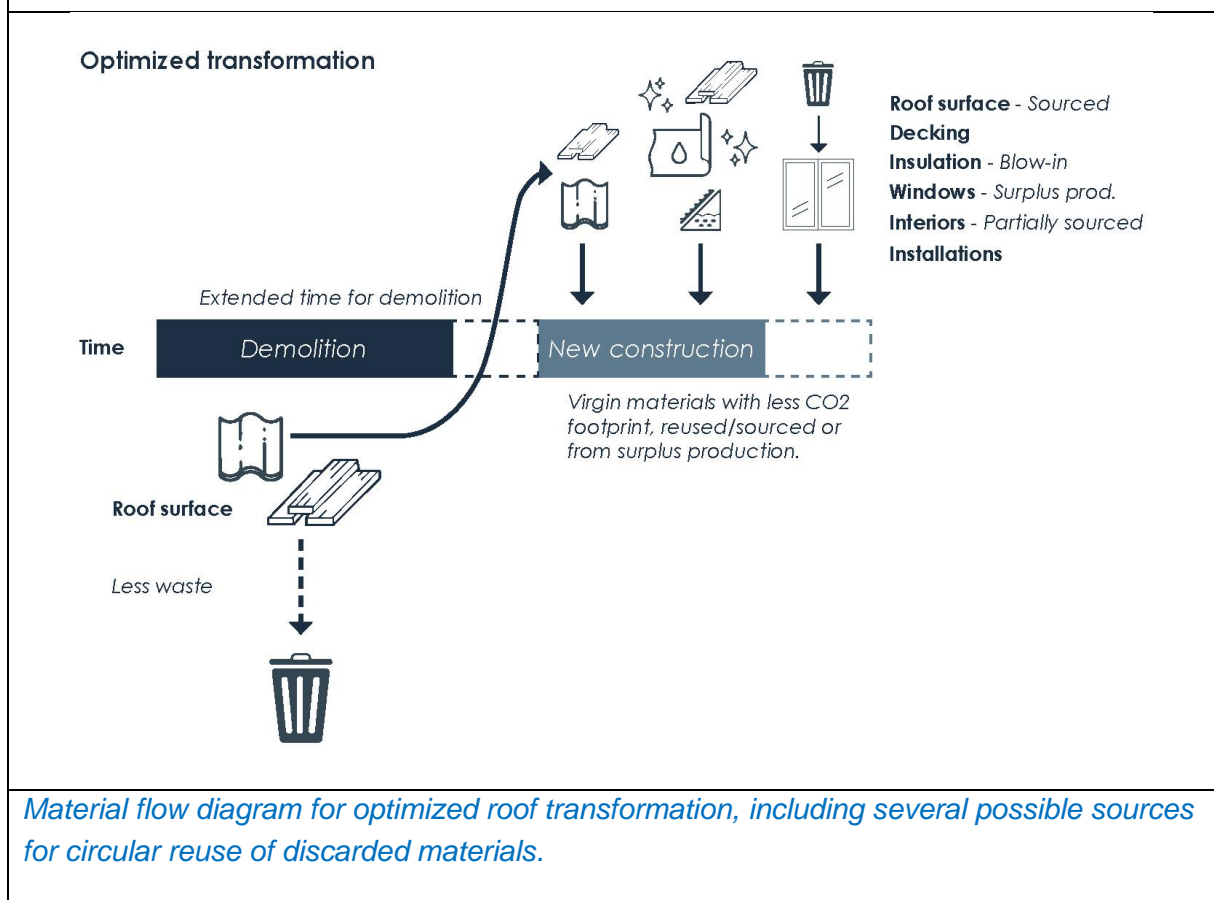 Optimized transformation
Roof surface - Sourced
Decking
Insulation - Blow-in
Windows - Surplus prod.
Interiors - Partially sourced
Installations
Extended time for demolition
Time
Demolition
New construction
Virgin materials with less CO2
footprint, reused/sourced or
from surplus production.
Roof surface
Less waste
Material flow diagram for optimized roof transformation, including several possible sources
for circular reuse of discarded materials.